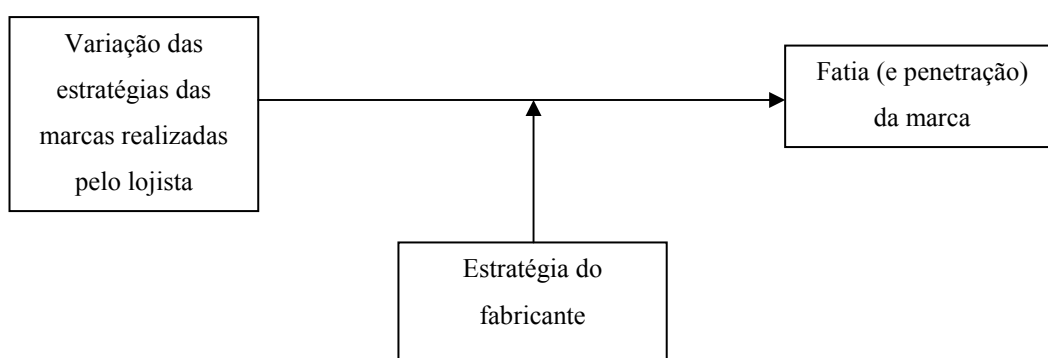 Variação das
estratégias das
marcas realizadas
pelo lojista
Fatia (e penetração)
da marca
Estratégia do
fabricante